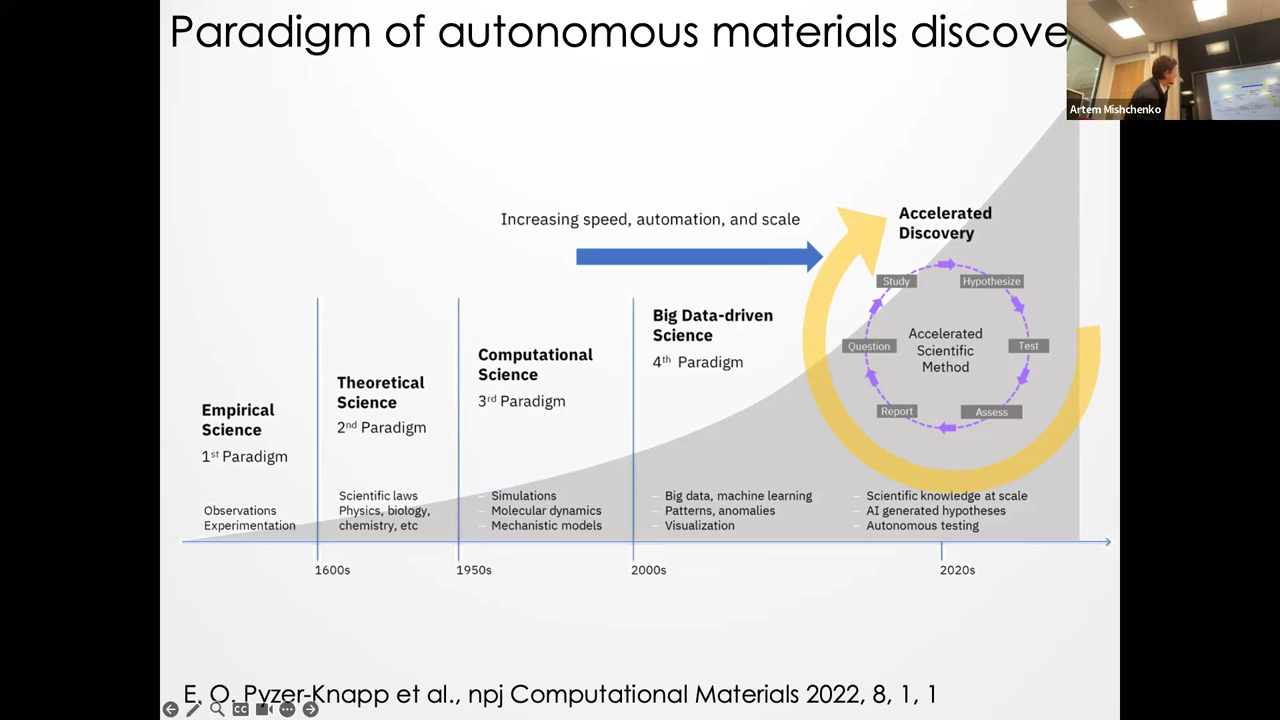 Paradigm of autonomous materials discove
Artem Mishchenko
Increasing speed, automation, and scale
Accelerated
Discovery
Study
Hypothesize
Question
Accelerated
Scientific
Method
Test
Report
Assess
Big Data-driven
Science
4th Paradigm
Computational
Science
3rd Paradigm
Theoretical
Science
2nd Paradigm
Empirical
Science
1st Paradigm
Observations
Experimentation
Scientific laws
Physics, biology,
chemistry, etc
– Simulations
– Molecular dynamics
– Mechanistic models
– Big data, machine learning
– Patterns, anomalies
– Visualization
– Scientific knowledge at scale
– AI generated hypotheses
– Autonomous testing
1600s
1950s
2000s
2020s
E. O. Pyzer-Knapp et al., npj Computational Materials 2022, 8, 1, 1
CC